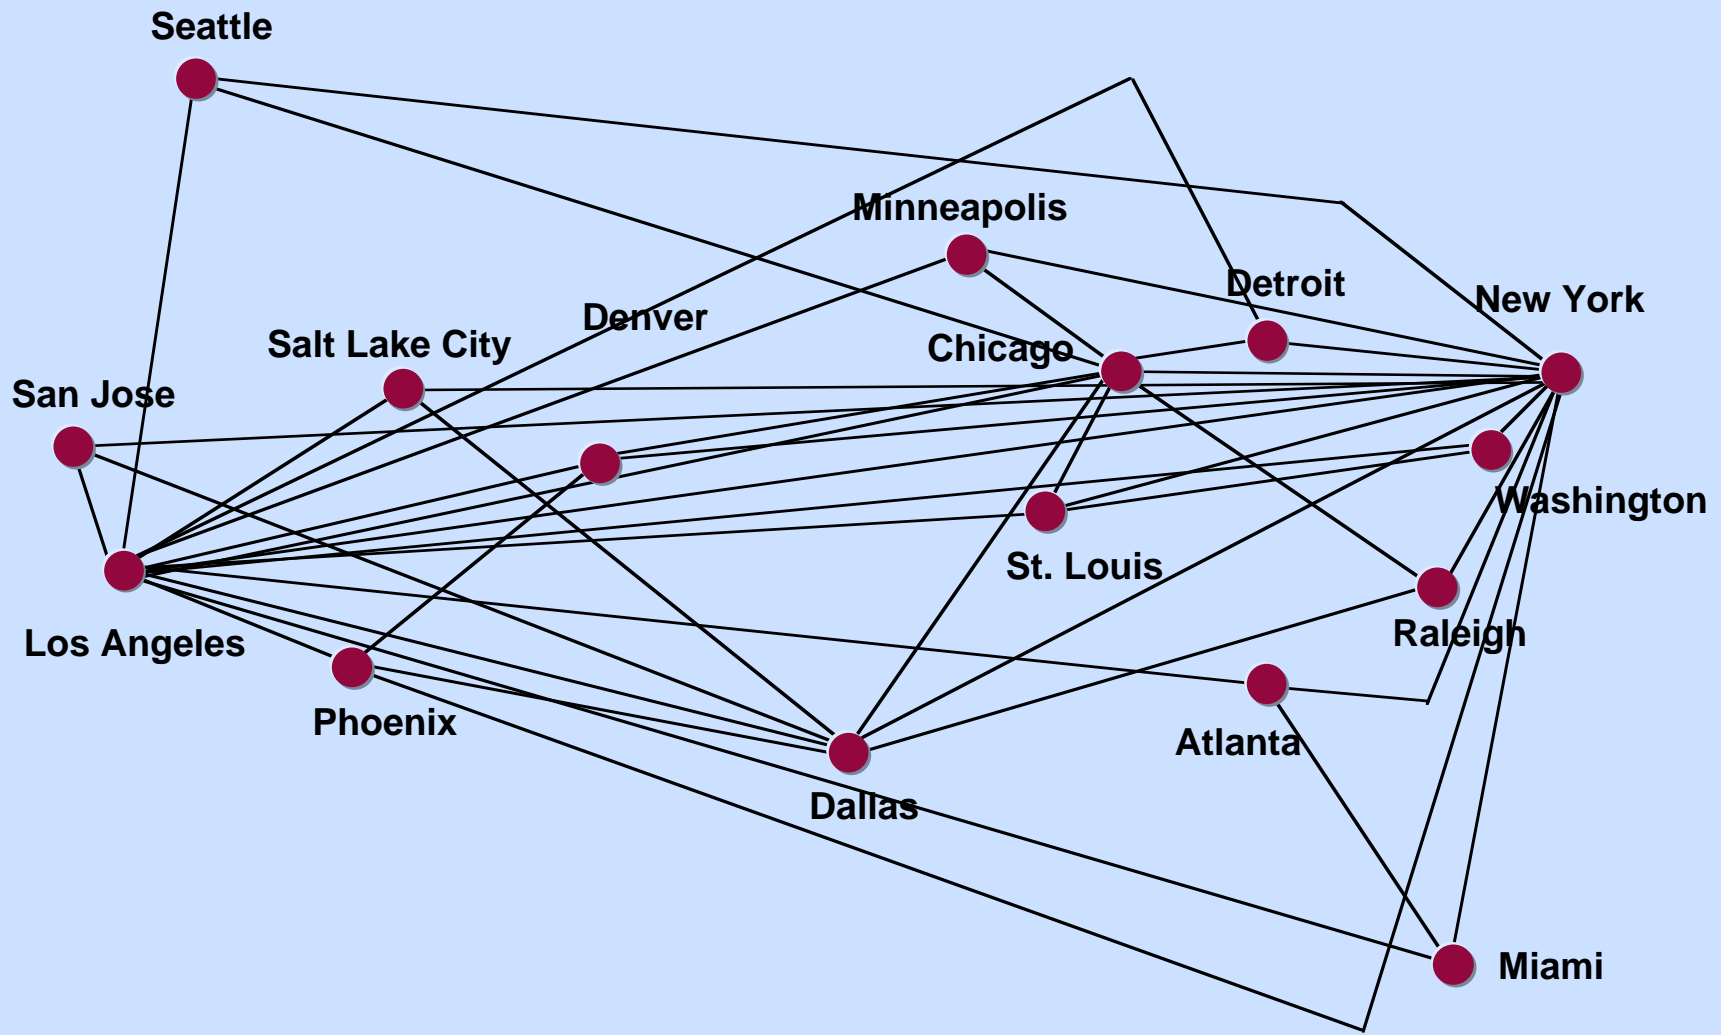 Seattle
Minneapolis
Detroit
New York
Denver
Salt Lake City
Chicago
San Jose
Washington
St. Louis
Los Angeles
Raleigh
Phoenix
Atlanta
Dallas
Miami